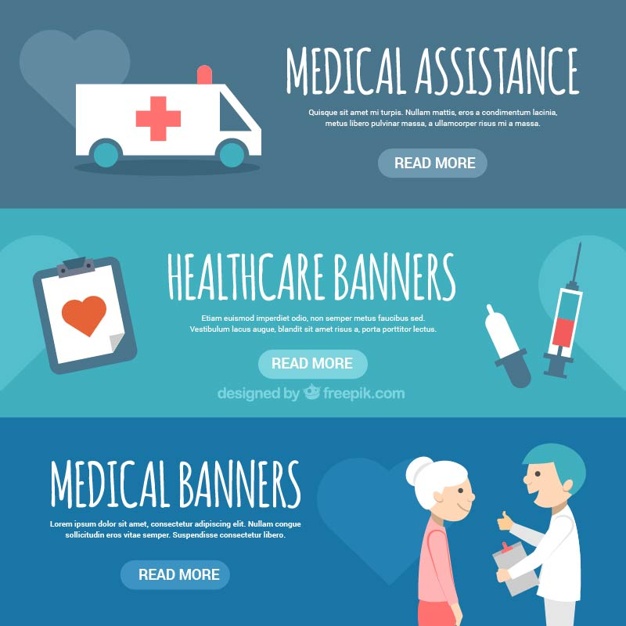 MEDICAL ASSISTANCE
Quisque sit amet mi turpis. Nullam mattis, eros a condimentum lacinia,
metus libero pulvinar massa, a ullamcorper risus mi a massa.
READ MORE
HEALTHCARE BANNERS
Etiam euismod imperdiet odio, non semper metus faucibus sed.
Vestibulum lacus augue, blandit sit amet risus a, porta porttitor lectus.
READ MORE
designed by freepik.com
MEDICAL BANNERS
Lorem ipsum dolor sit amet, consectetur adipiscing elit. Nullam congue
sollicitudin viverra semper. Suspendisse consectetur libero.
READ MORE